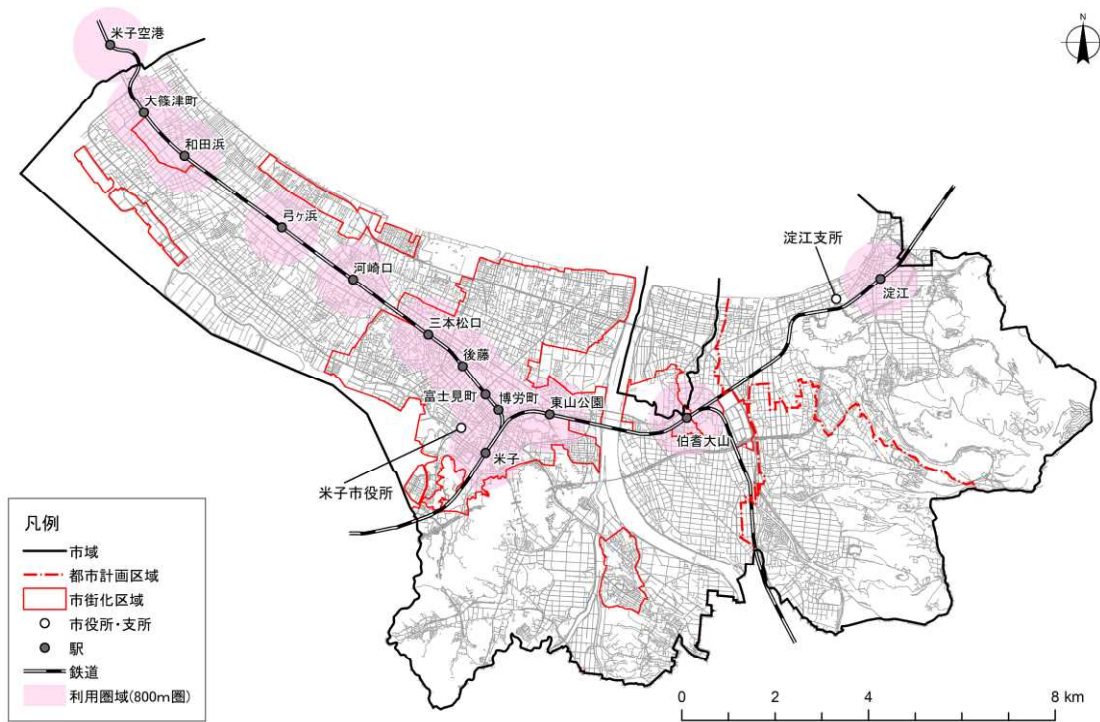 N
米子空港
大篠津町
和田浜
弓ヶ浜
河崎口
三本松口
後藤
富士見町
博労町
東山公園
米子
米子市役所
伯耆大山
淀江支所
淀江
凡例
市域
都市計画区域
市街化区域
市役所・支所
駅
鉄道
利用圏域(800m圏)
0 2 4 8 km